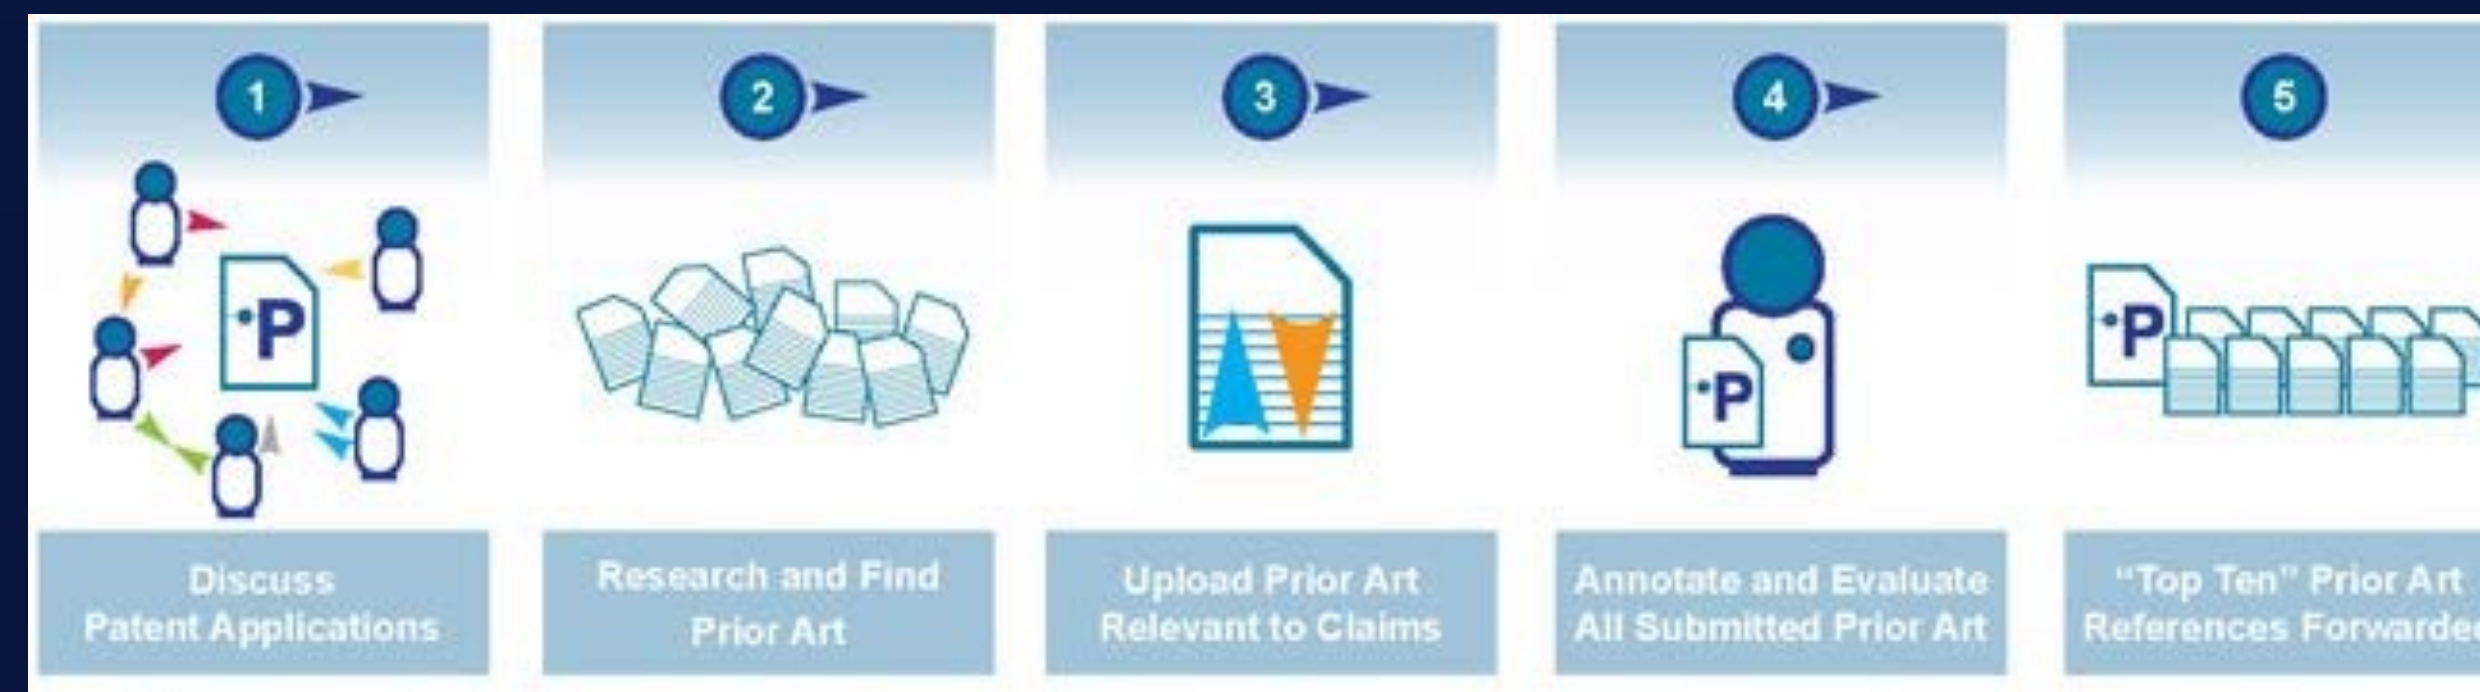 1
2
3
4
5
P
P
P
Discuss
Patent Applications
Research and Find
Prior Art
Upload Prior Art
Relevant to Claims
Annotate and Evaluate
All Submitted Prior Art
“Top Ten” Prior Art
References Forwarde